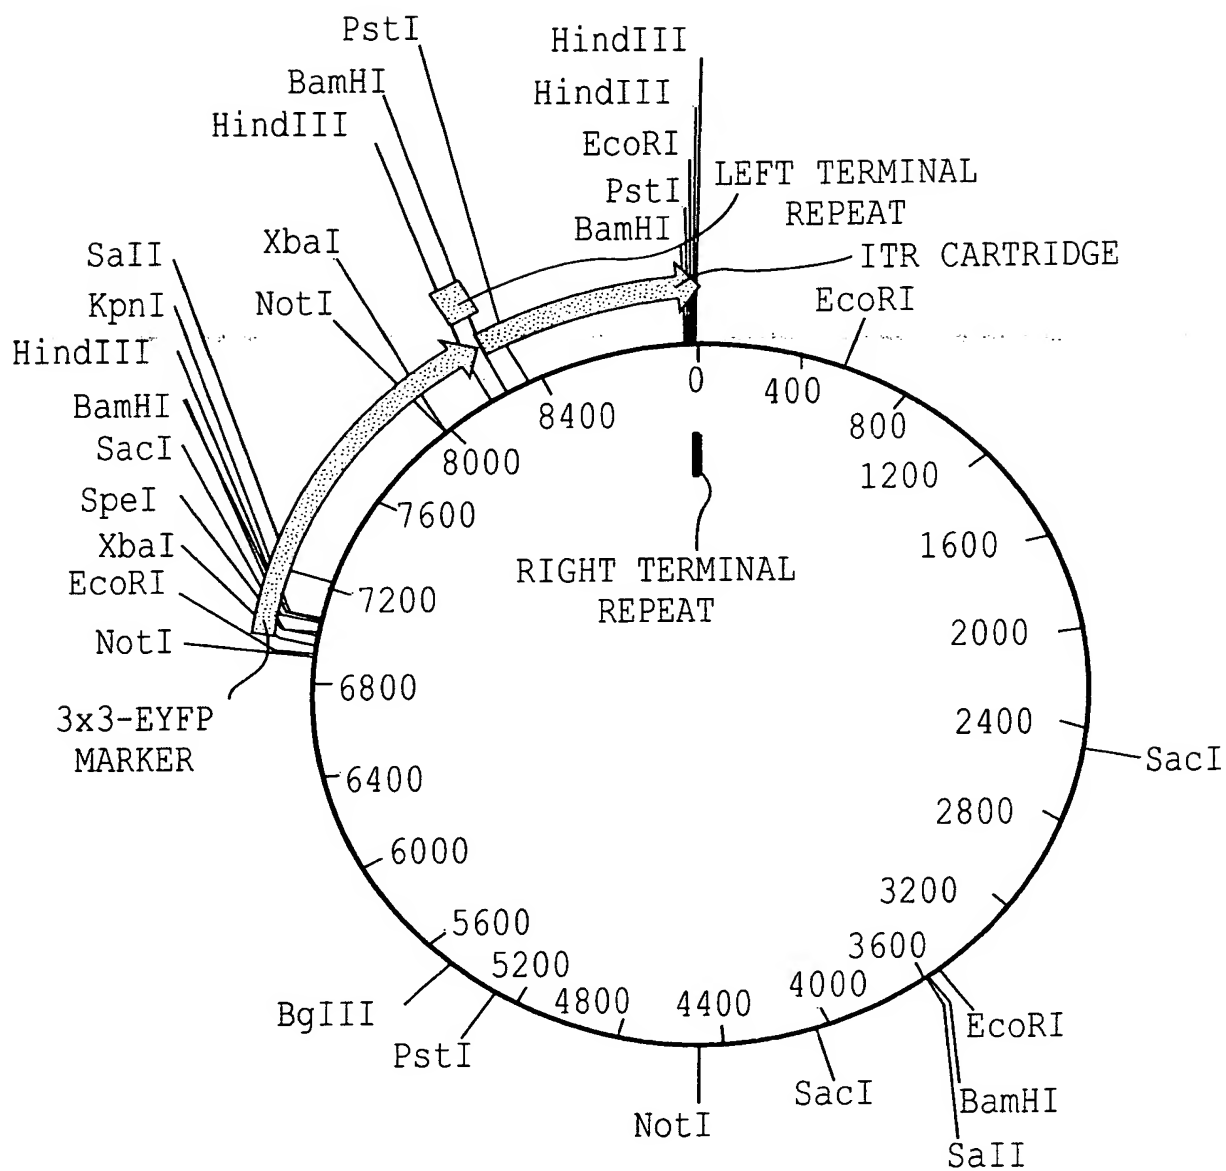 PstI
HindIII
BamHI
HindIII
HindIII
EcoRI
PstI
BamHI
LEFT TERMINAL
REPEAT
ITR CARTRIDGE
EcoRI
XbaI
NotI
SaII
KpnI
HindIII
BamHI
SacI
SpeI
XbaI
EcoRI
NotI
3x3-EYFP
MARKER
0
400
800
1200
1600
2000
2400
2800
3200
3600
4000
4400
4800
5200
5600
6000
6400
6800
7200
7600
8000
8400
RIGHT TERMINAL
REPEAT
SacI
EcoRI
BamHI
SaII
SacI
NotI
PstI
BgIII